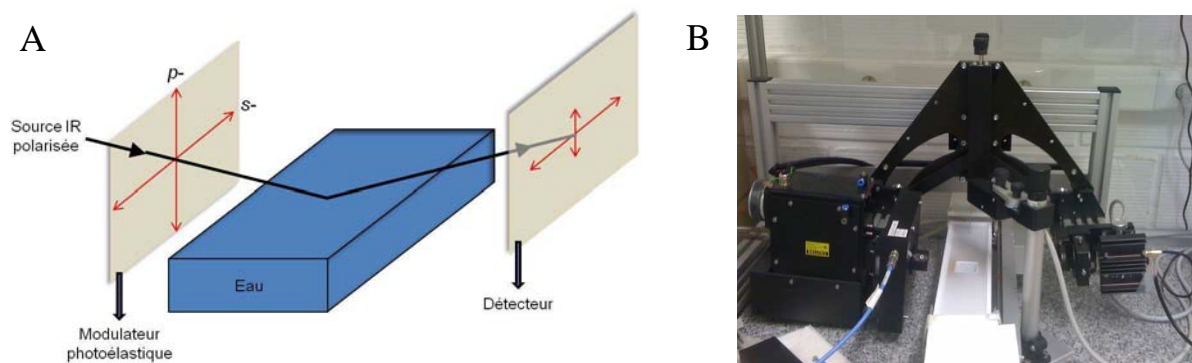 A
B
p-
s-
Source IR
polarisée
Eau
Détecteur
Modulateur
photoélastique